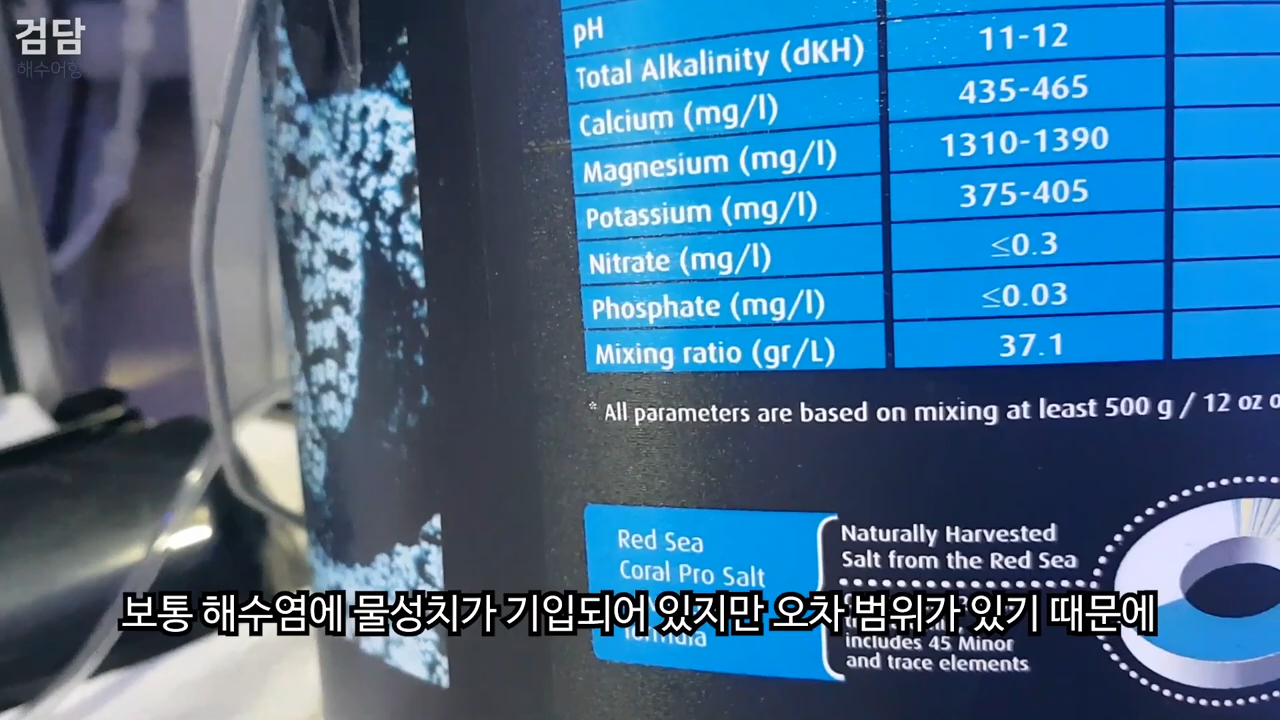 검담
해수어항
pH
Total Alkalinity (dKH) 11-12
Calcium (mg/l) 435-465
Magnesium (mg/l) 1310-1390
Potassium (mg/l) 375-405
Nitrate (mg/l) ≤0.3
Phosphate (mg/l) ≤0.03
Mixing ratio (gr/L) 37.1
* All parameters are based on mixing at least 500 g / 12 oz
Red Sea
Coral Pro Salt
Naturally Harvested
Salt from the Red Sea
보통 해수염에 물성치가 기입되어 있지만 오차 범위가 있기 때문에
includes 45 Minor
and trace elements